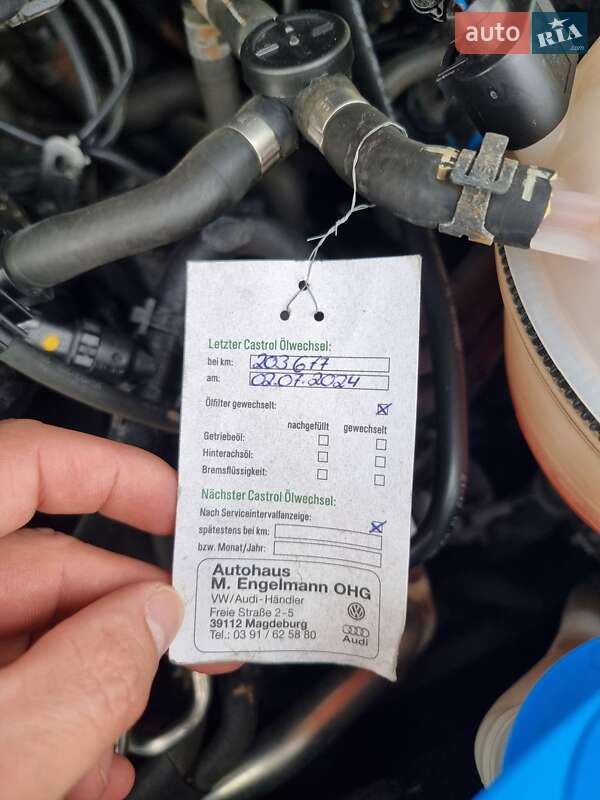 auto RIA .com
Letzter Castrol Ölwechsel:
bei km: 203677
am: 02.07.2024
Ölfilter gewechselt:
nachgefüllt gewechselt
Getriebeöl:
Hinterachsöl:
Bremsflüssigkeit:
Nächster Castrol Ölwechsel:
Nach Serviceintervallanzeige:
spätestens bei km:
bzw. Monat/Jahr:
Autohaus
M. Engelmann OHG
VW/Audi-Händler
Freie Straße 2-5
39112 Magdeburg
Tel.: 03 91/62 58 80
Audi